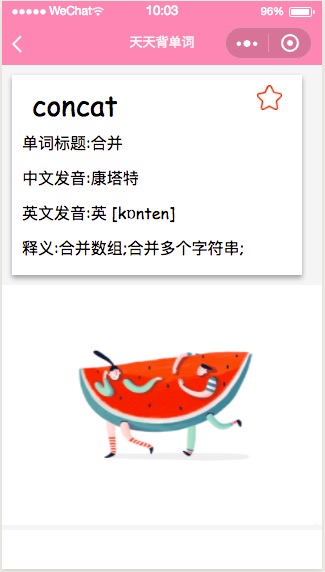 WeChat 10:03 96%
天天背单词
concat
单词标题:合并
中文发音:康塔特
英文发音:英 [kɒnten]
释义:合并数组;合并多个字符串;